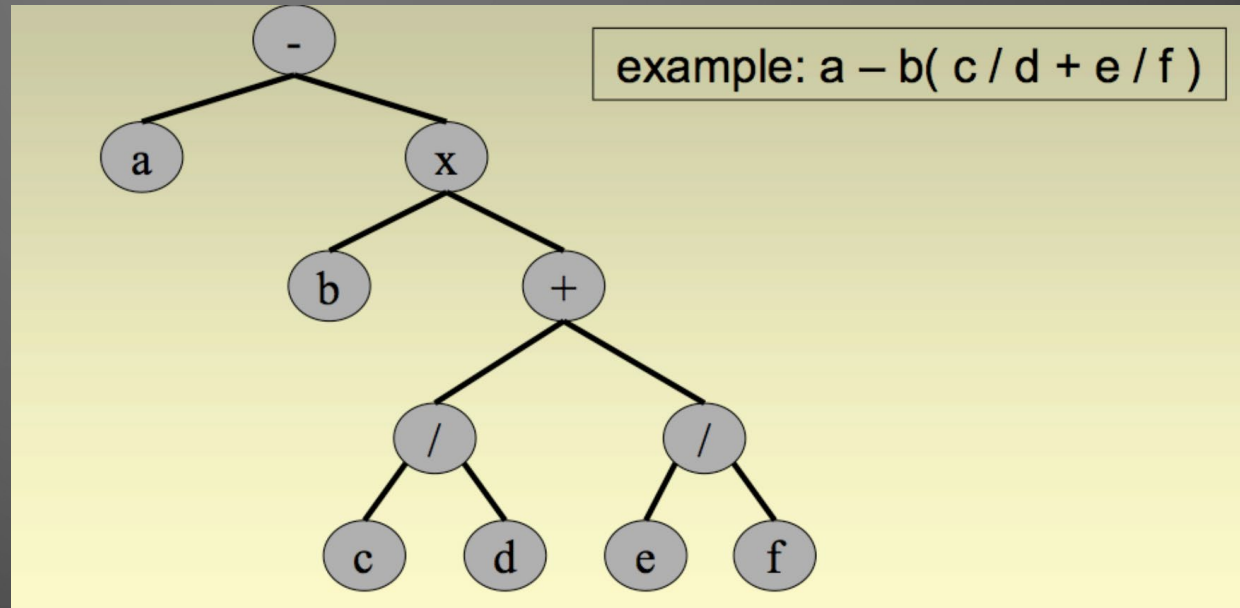 -
example: a – b( c / d + e / f )
a x
b +
/ /
c d e f